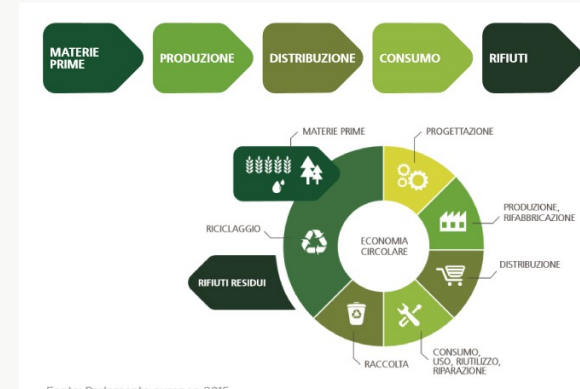 MATERIE
PRIME
PRODUZIONE
DISTRIBUZIONE
CONSUMO
RIFIUTI
MATERIE PRIME
PROGETTAZIONE
PRODUZIONE,
RIFABBRICAZIONE
RICICLAGGIO
ECONOMIA
CIRCOLARE
DISTRIBUZIONE
RIFIUTI RESIDUI
CONSUMO,
USO, RIUTILIZZO,
RIPARAZIONE
RACCOLTA